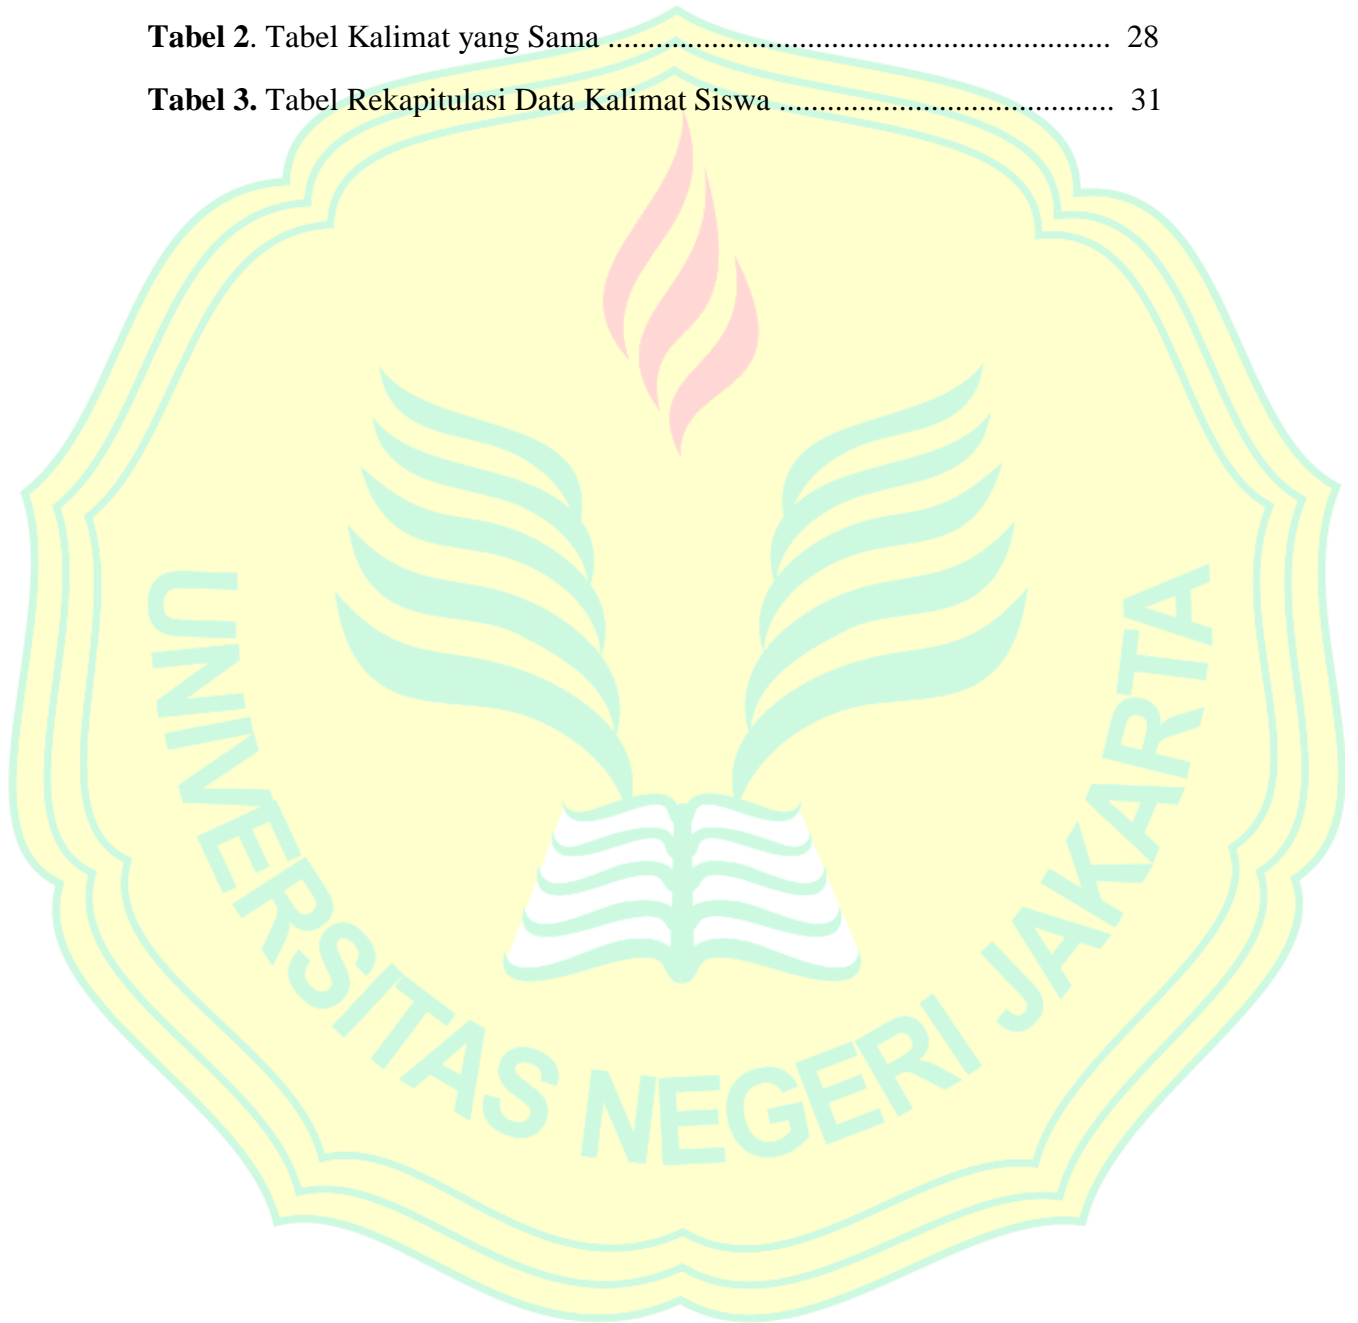 Tabel 2. Tabel Kalimat yang Sama ............................................................... 28
Tabel 3. Tabel Rekapitulasi Data Kalimat Siswa .......................................... 31
UNIVERSITAS NEGERI JAKARTA